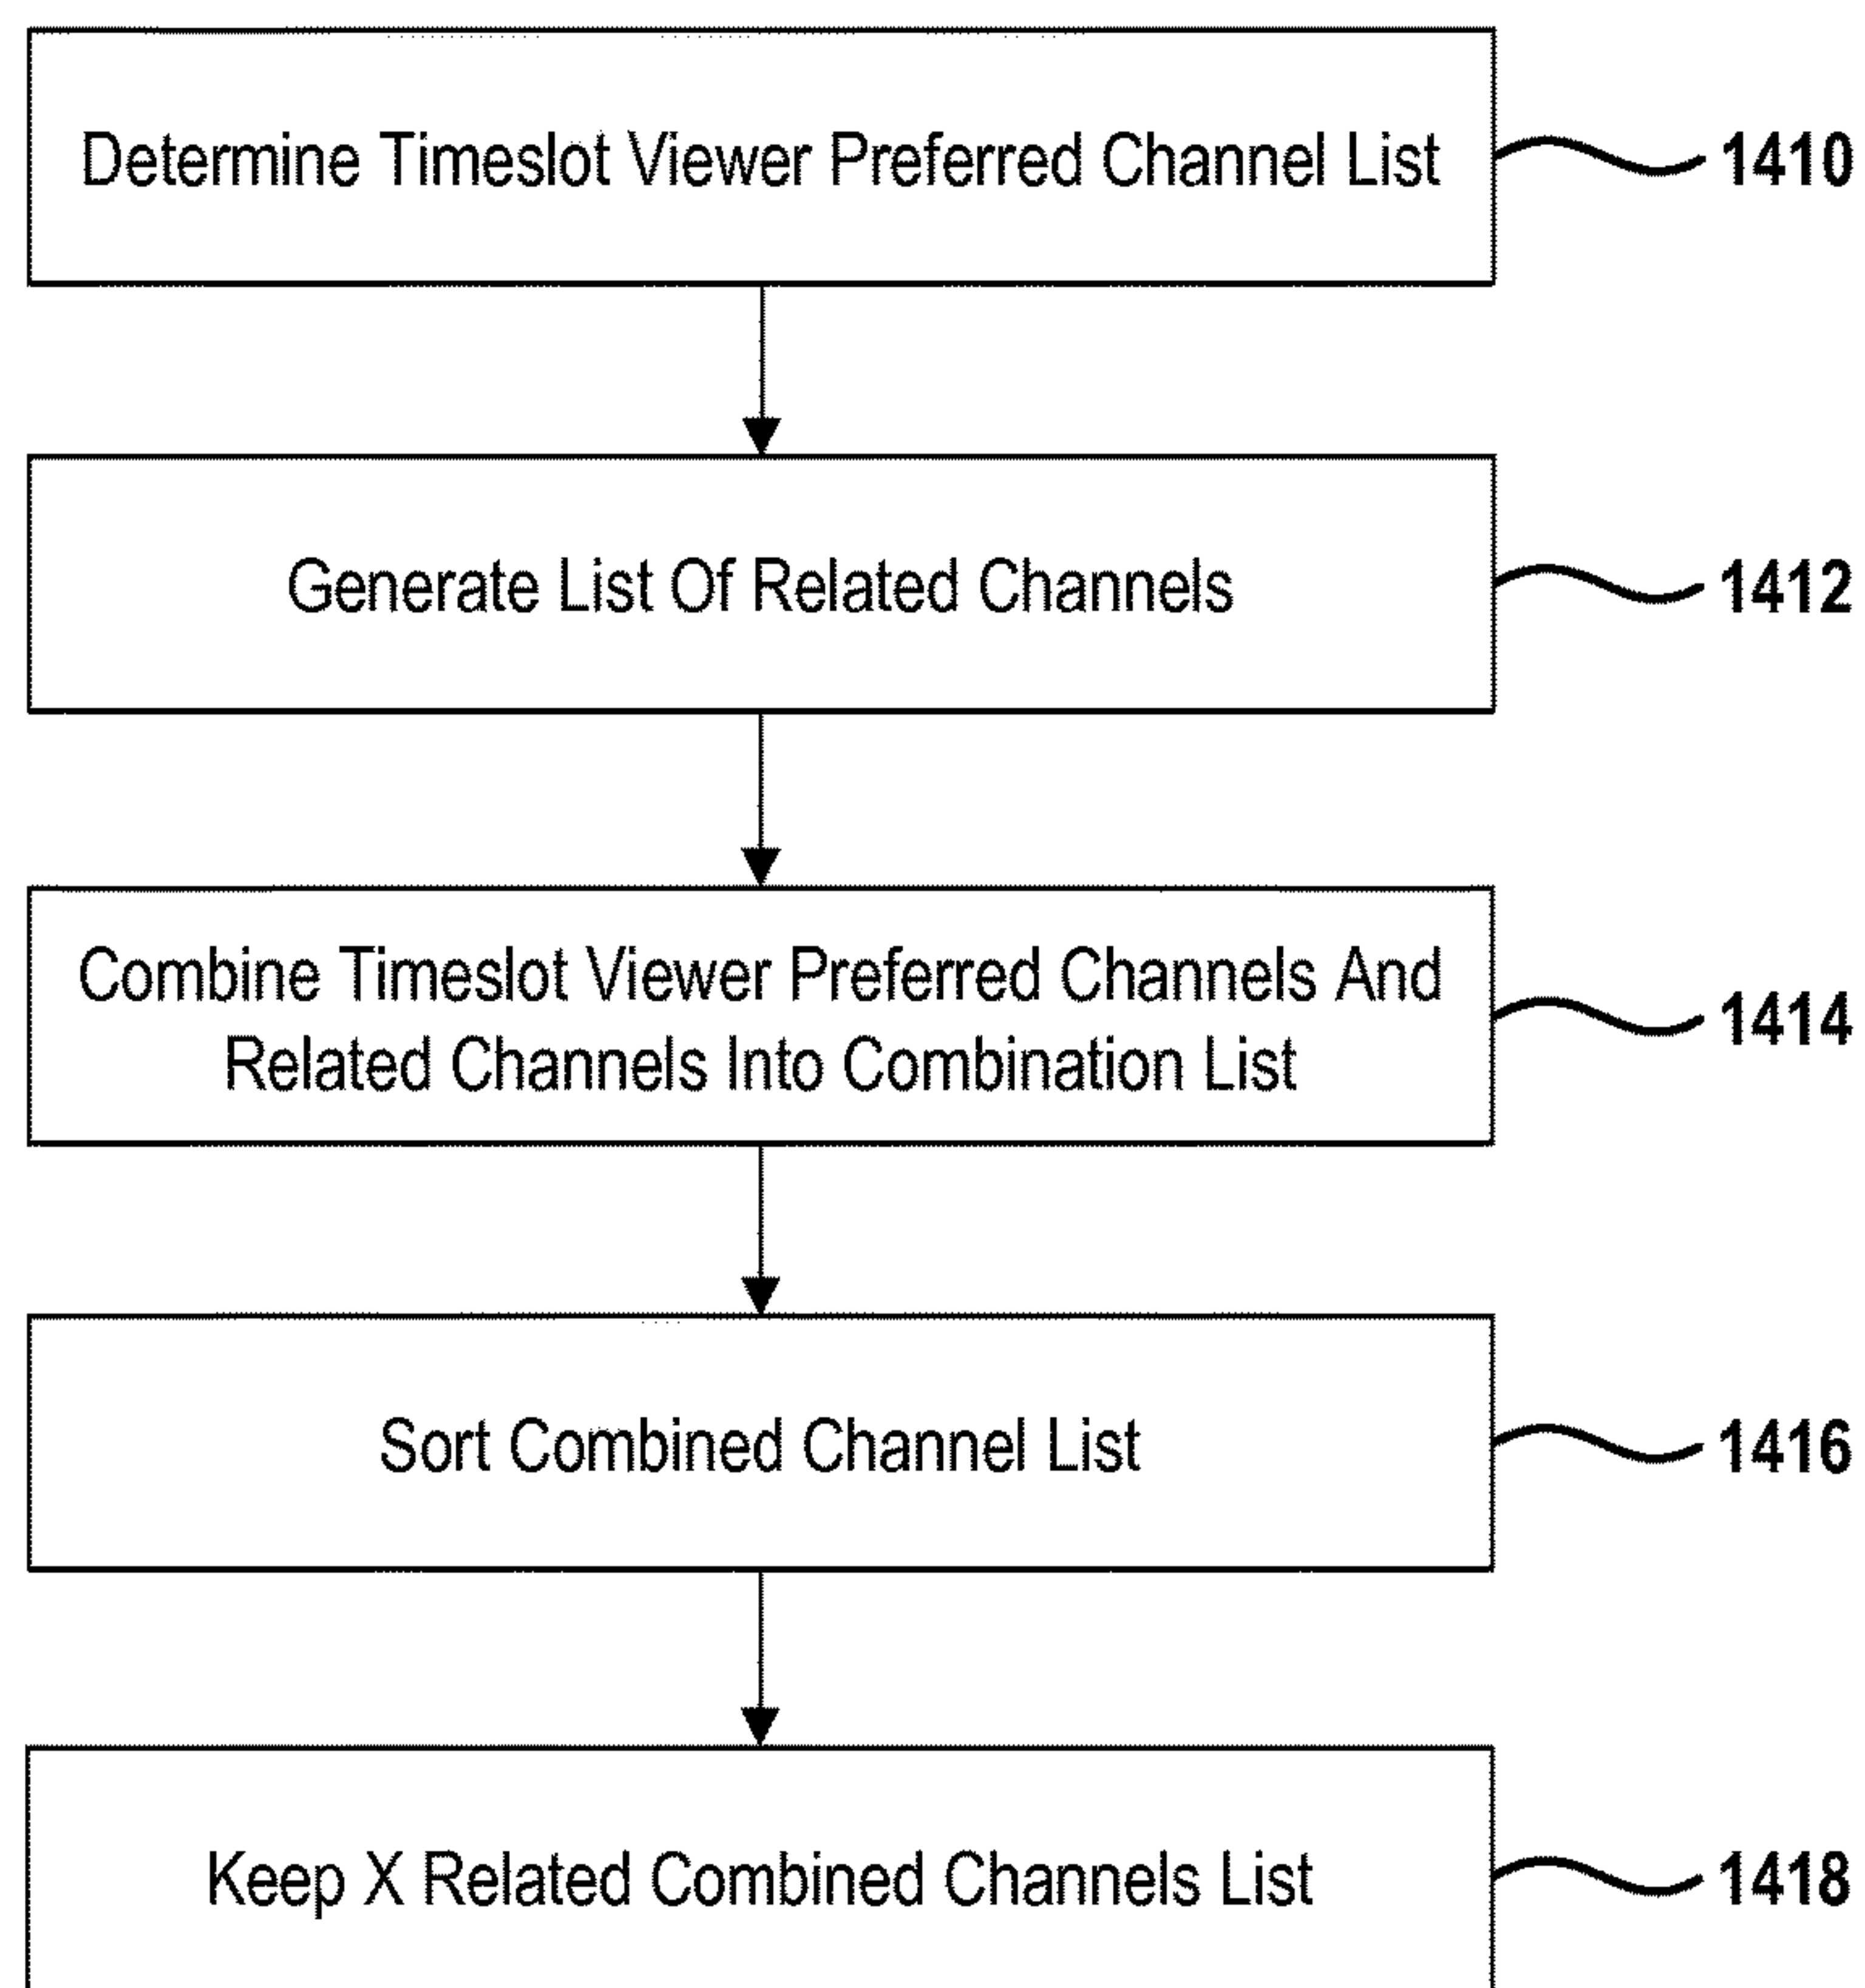 Determine Timeslot Viewer Preferred Channel List
1410
Generate List Of Related Channels
1412
Combine Timeslot Viewer Preferred Channels And
Related Channels Into Combination List
1414
Sort Combined Channel List
1416
Keep X Related Combined Channels List
1418